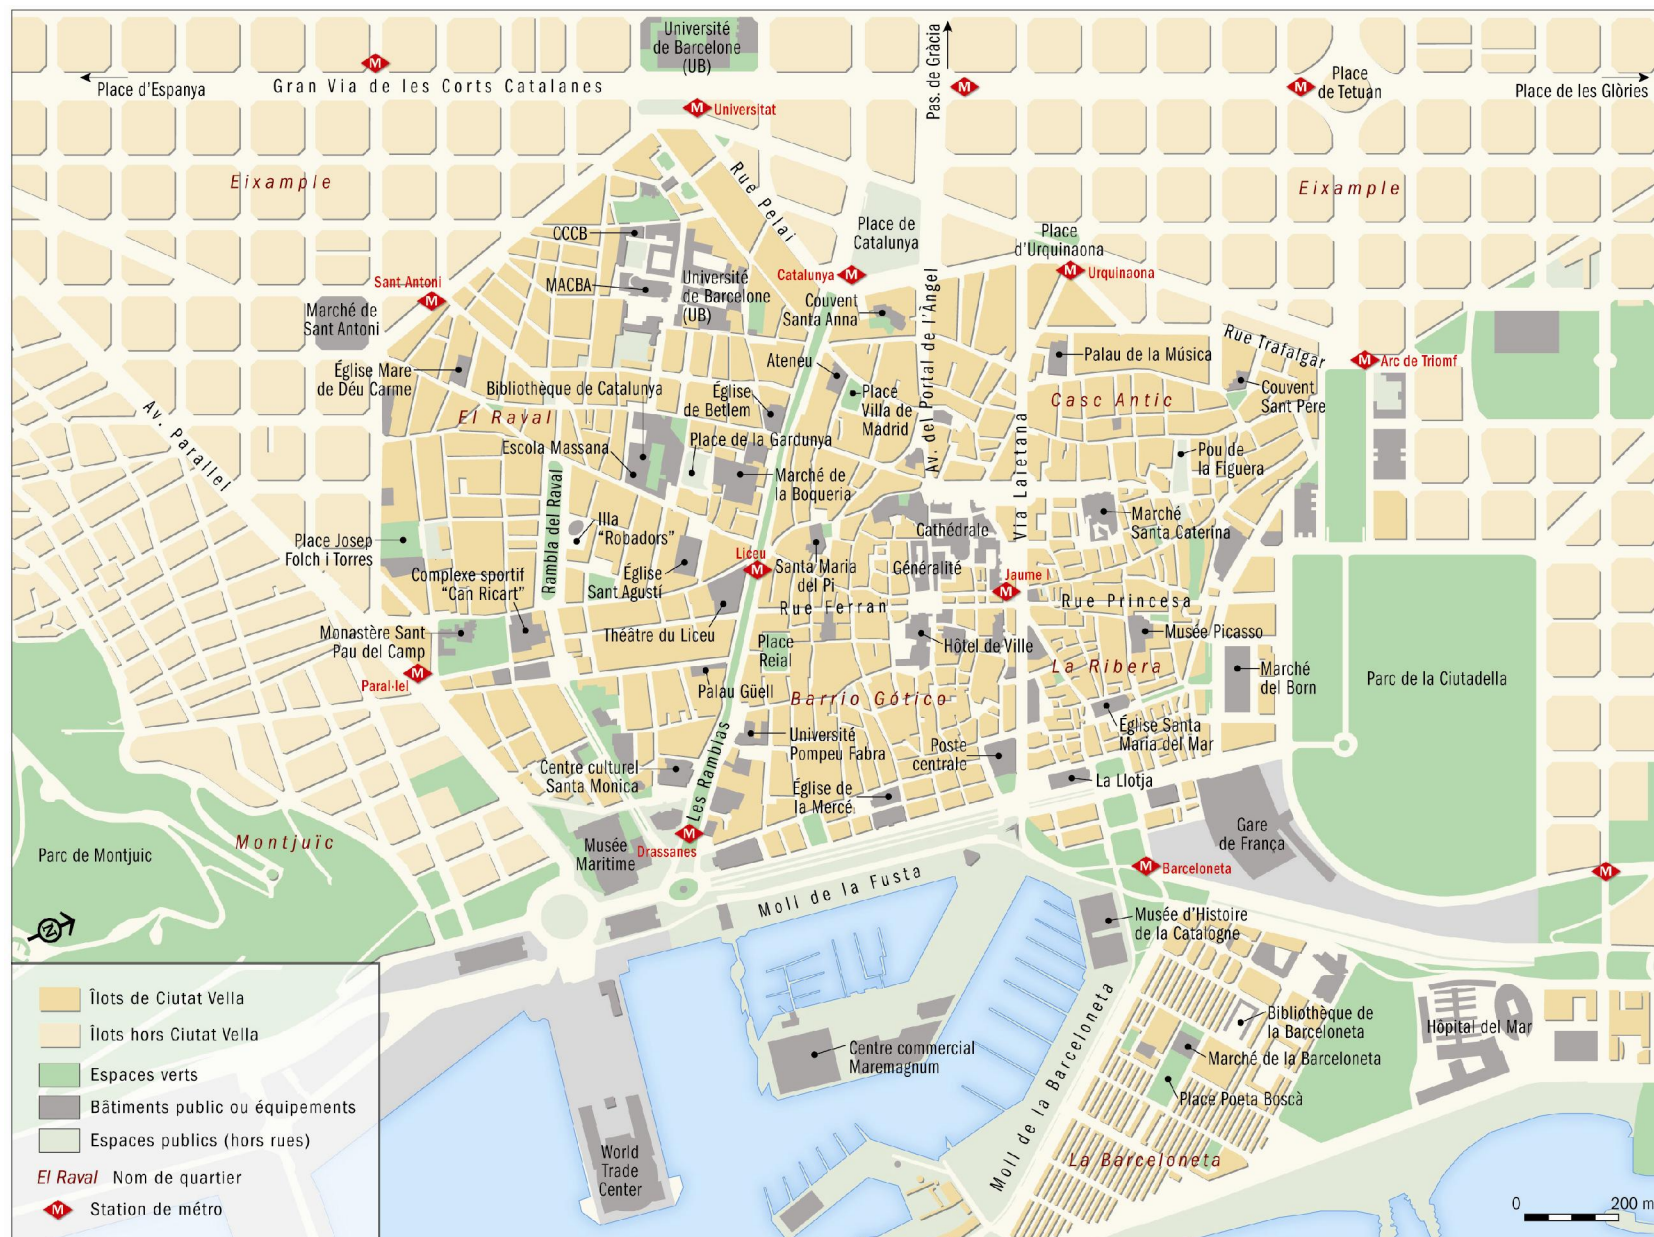 Université
de Barcelone
(UB)
Pas. de Gràcia
Place d'Espanya
Gran Via de les Corts Catalanes
M
M
M
Place
de Tetuan
Place de les Glòries
M Universitat
Eixample
Eixample
Rue Pelai
Place de
Catalunya
Place
d'Urquinaona
CCCB
Catalunya M
M Urquinaona
Sant Antoni
M
MACBA
Université
de Barcelone
(UB)
Marché de
Sant Antoni
Couvent
Santa Anna
Av. del Portal de l'Àngel
Rue Trafalgar
Palau de la Música
M Arc de Triomf
Église Mare
de Déu Carme
Ateneu
Bibliothèque de Catalunya
Église
de Betlem
Place
Villa de
Madrid
Couvent
Sant Pere
Casc Antic
El Raval
Av. Parallel
Escola Massana
Place de la Gardunya
Marché de
la Boqueria
Via Laietana
Pou de
la Figuera
Rambla del Raval
Illa
"Robadors"
Cathédrale
Marché
Santa Caterina
Place Josep
Folch i Torres
Liceu
M
Santa Maria
del Pi
Généralité
Jaume I
M
Complexe sportif
"Can Ricart"
Église
Sant Agustí
Rue Ferran
Rue Princesa
Monastère Sant
Pau del Camp
Théâtre du Liceu
Place
Reial
Hôtel de Ville
Musée Picasso
La Ribera
Marché
del Born
Parc de la Ciutadella
M
Paral·lel
Palau Güell
Barrio Gótico
Église Santa
Maria del Mar
Les Ramblas
Université
Pompeu Fabra
Poste
centrale
Centre culturel
Santa Monica
Église de
la Mercé
La Llotja
Gare
de França
Montjuïc
Parc de Montjuic
Musée
Maritime
M
Drassanes
M Barceloneta
M
Moll de la Fusta
N
Musée d'Histoire
de la Catalogne
Moll de la Barceloneta
Bibliothèque de
la Barceloneta
Hôpital del Mar
Centre commercial
Maremagnum
Marché de la Barceloneta
Place Poeta Boscà
World
Trade
Center
La Barceloneta
Îlots de Ciutat Vella
Îlots hors Ciutat Vella
Espaces verts
Bâtiments public ou équipements
Espaces publics (hors rues)
El Raval Nom de quartier
M Station de métro
0 200 m